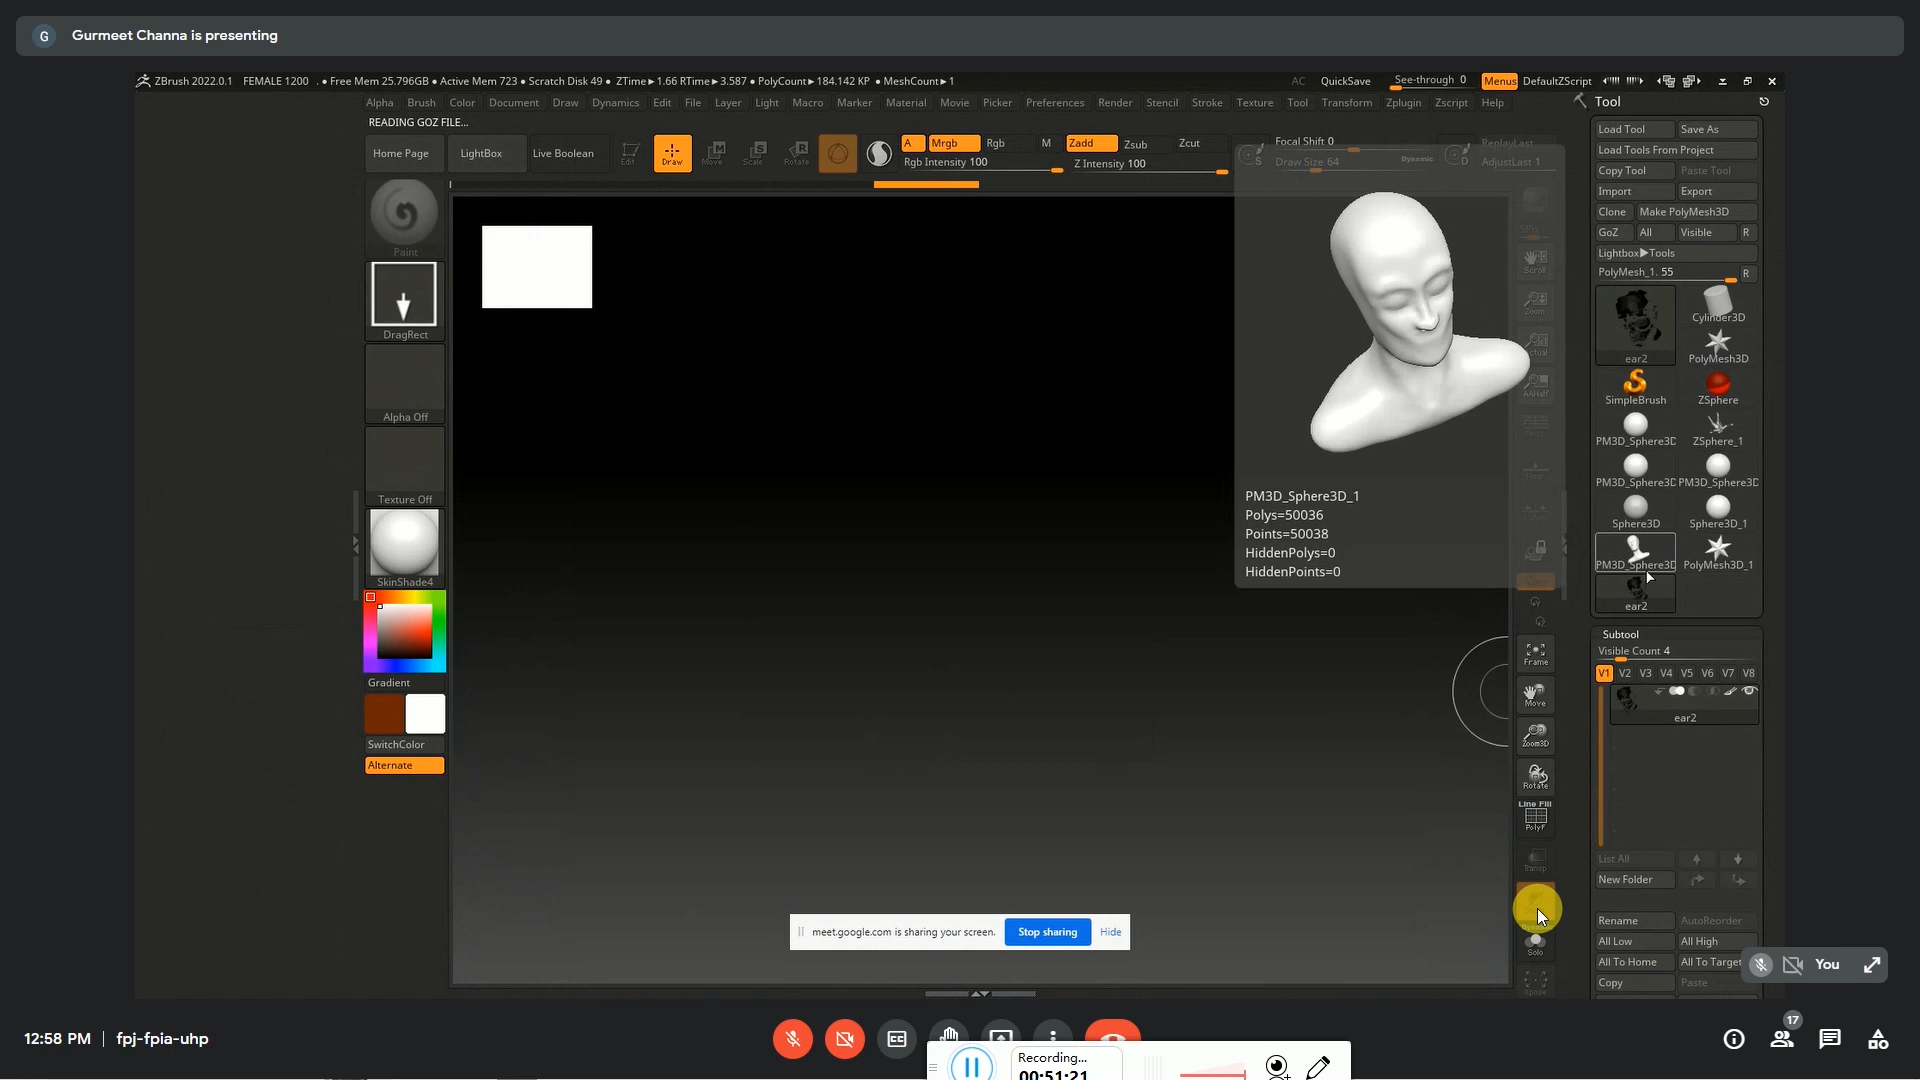 G Gurmeet Channa is presenting
ZBrush 2022.0.1 FEMALE 1200 . • Free Mem 25.796GB • Active Mem 723 • Scratch Disk 49 • ZTime▶1.66 RTime▶3.587 • PolyCount▶184.142 KP • MeshCount▶1
AC QuickSave See-through 0 Menus DefaultZScript
Alpha Brush Color Document Draw Dynamics Edit File Layer Light Macro Marker Material Movie Picker Preferences Render Stencil Stroke Texture Tool Transform Zplugin Zscript Help
READING GOZ FILE...
Home Page LightBox Live Boolean Edit Draw Move Scale Rotate
A Mrgb Rgb M Zadd Zsub Zcut
Rgb Intensity 100 Z Intensity 100
Focal Shift 0 ReplayLast
Draw Size 64 Dynamic AdjustLast 1
S D
Paint
DragRect
Alpha Off
Texture Off
SkinShade4
Gradient
SwitchColor
Alternate
PM3D_Sphere3D_1
Polys=50036
Points=50038
HiddenPolys=0
HiddenPoints=0
Scroll
Zoom
Actual
AAHalf
Frame
Move
Zoom3D
Rotate
Line Fill
PolyF
Transp
Solo
Xpose
Tool
Load Tool Save As
Load Tools From Project
Copy Tool Paste Tool
Import Export
Clone Make PolyMesh3D
GoZ All Visible R
Lightbox▶Tools
PolyMesh_1. 55 R
ear2 Cylinder3D
PolyMesh3D
SimpleBrush ZSphere
PM3D_Sphere3D ZSphere_1
PM3D_Sphere3D PM3D_Sphere3D
Sphere3D Sphere3D_1
PM3D_Sphere3D PolyMesh3D_1
ear2
Subtool
Visible Count 4
V1 V2 V3 V4 V5 V6 V7 V8
ear2
List All
New Folder
Rename AutoReorder
All Low All High
All To Home All To Target
Copy Paste
meet.google.com is sharing your screen. Stop sharing Hide
You
12:58 PM | fpj-fpia-uhp
17
Recording...
00:51:21